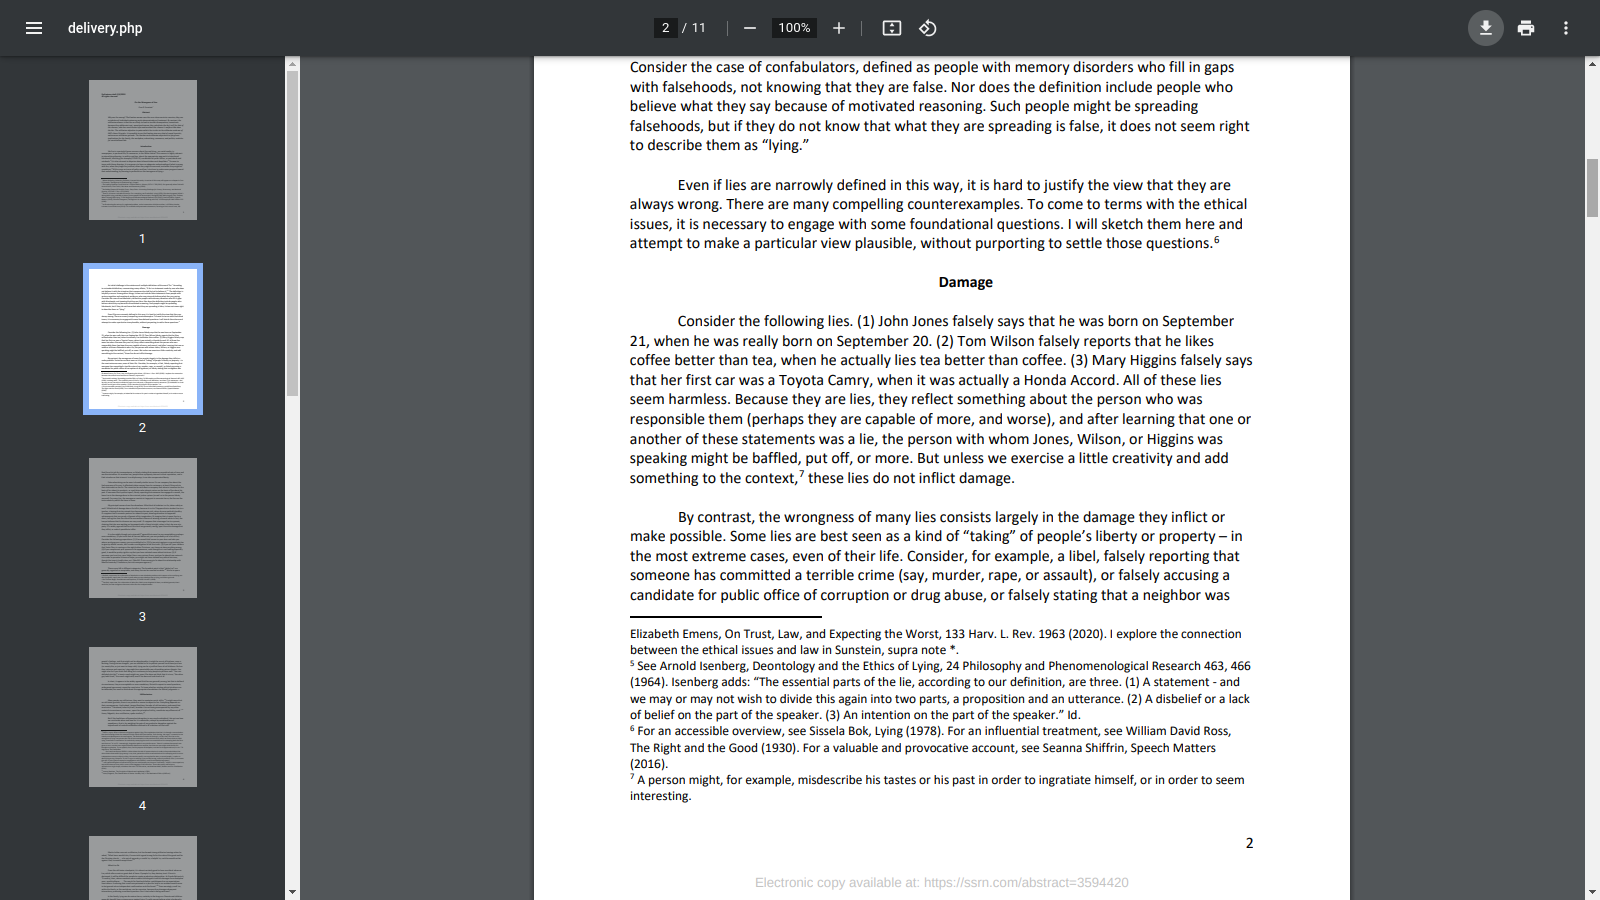 delivery.php
2 / 11
100%
1
2
3
4
Consider the case of confabulators, defined as people with memory disorders who fill in gaps
with falsehoods, not knowing that they are false. Nor does the definition include people who
believe what they say because of motivated reasoning. Such people might be spreading
falsehoods, but if they do not know that what they are spreading is false, it does not seem right
to describe them as “lying.”
Even if lies are narrowly defined in this way, it is hard to justify the view that they are
always wrong. There are many compelling counterexamples. To come to terms with the ethical
issues, it is necessary to engage with some foundational questions. I will sketch them here and
attempt to make a particular view plausible, without purporting to settle those questions.6
Damage
Consider the following lies. (1) John Jones falsely says that he was born on September
21, when he was really born on September 20. (2) Tom Wilson falsely reports that he likes
coffee better than tea, when he actually lies tea better than coffee. (3) Mary Higgins falsely says
that her first car was a Toyota Camry, when it was actually a Honda Accord. All of these lies
seem harmless. Because they are lies, they reflect something about the person who was
responsible them (perhaps they are capable of more, and worse), and after learning that one or
another of these statements was a lie, the person with whom Jones, Wilson, or Higgins was
speaking might be baffled, put off, or more. But unless we exercise a little creativity and add
something to the context,7 these lies do not inflict damage.
By contrast, the wrongness of many lies consists largely in the damage they inflict or
make possible. Some lies are best seen as a kind of “taking” of people’s liberty or property – in
the most extreme cases, even of their life. Consider, for example, a libel, falsely reporting that
someone has committed a terrible crime (say, murder, rape, or assault), or falsely accusing a
candidate for public office of corruption or drug abuse, or falsely stating that a neighbor was
Elizabeth Emens, On Trust, Law, and Expecting the Worst, 133 Harv. L. Rev. 1963 (2020). I explore the connection
between the ethical issues and law in Sunstein, supra note *.
5 See Arnold Isenberg, Deontology and the Ethics of Lying, 24 Philosophy and Phenomenological Research 463, 466
(1964). Isenberg adds: “The essential parts of the lie, according to our definition, are three. (1) A statement - and
we may or may not wish to divide this again into two parts, a proposition and an utterance. (2) A disbelief or a lack
of belief on the part of the speaker. (3) An intention on the part of the speaker.” Id.
6 For an accessible overview, see Sissela Bok, Lying (1978). For an influential treatment, see William David Ross,
The Right and the Good (1930). For a valuable and provocative account, see Seanna Shiffrin, Speech Matters
(2016).
7 A person might, for example, misdescribe his tastes or his past in order to ingratiate himself, or in order to seem
interesting.
2
Electronic copy available at: https://ssrn.com/abstract=3594420